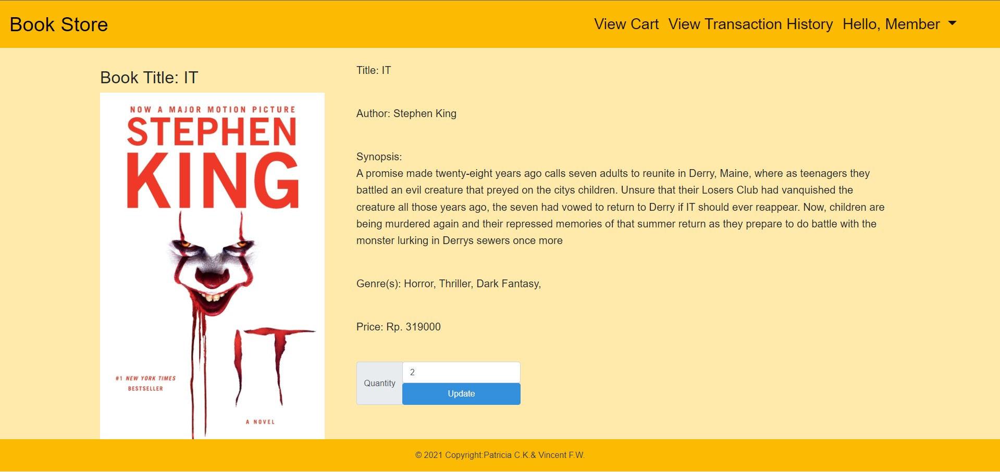 Book Store
View Cart View Transaction History Hello, Member
Book Title: IT
NOW A MAJOR MOTION PICTURE
STEPHEN
KING
#1 NEW YORK TIMES
BESTSELLER
IT
A NOVEL
Title: IT
Author: Stephen King
Synopsis:
A promise made twenty-eight years ago calls seven adults to reunite in Derry, Maine, where as teenagers they
battled an evil creature that preyed on the citys children. Unsure that their Losers Club had vanquished the
creature all those years ago, the seven had vowed to return to Derry if IT should ever reappear. Now, children are
being murdered again and their repressed memories of that summer return as they prepare to do battle with the
monster lurking in Derrys sewers once more
Genre(s): Horror, Thriller, Dark Fantasy,
Price: Rp. 319000
Quantity
2
Update
© 2021 Copyright:Patricia C.K.& Vincent F.W.